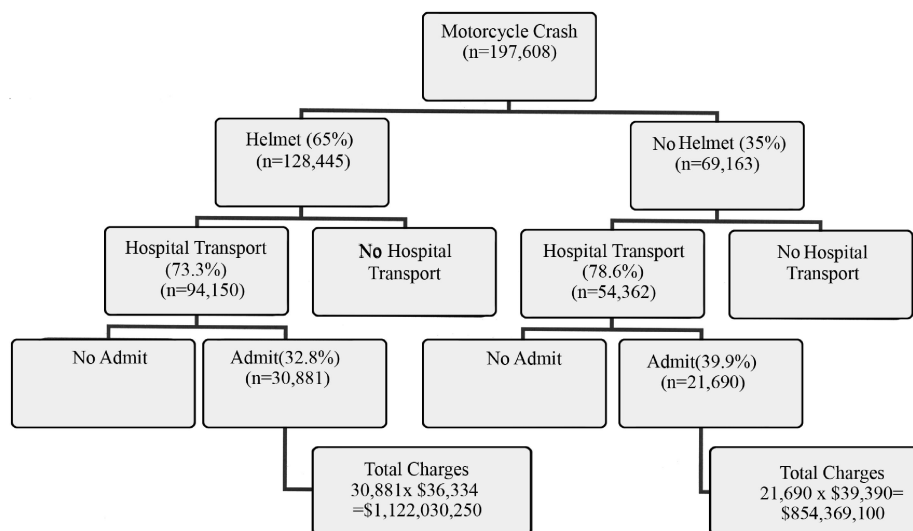 Motorcycle Crash
(n=197,608)
Helmet (65%)
(n=128,445)
No Helmet (35%)
(n=69,163)
Hospital Transport
(73.3%)
(n=94,150)
No Hospital
Transport
Hospital Transport
(78.6%)
(n=54,362)
No Hospital
Transport
No Admit
Admit(32.8%)
(n=30,881)
No Admit
Admit(39.9%)
(n=21,690)
Total Charges
30,881x $36,334
=$1,122,030,250
Total Charges
21,690 x $39,390=
$854,369,100